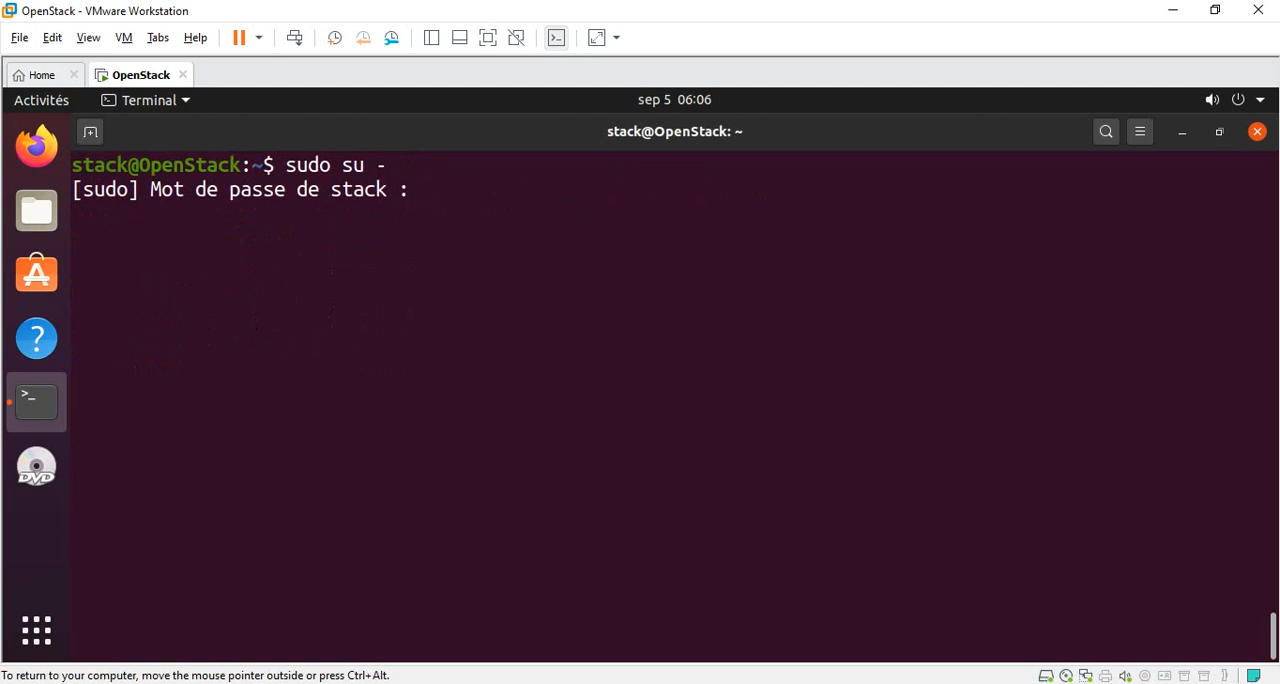 OpenStack - VMware Workstation
File Edit View VM Tabs Help
Home OpenStack
Activités Terminal sep 5 06:06
stack@OpenStack: ~
stack@OpenStack:~$ sudo su -
[sudo] Mot de passe de stack :
DVD
To return to your computer, move the mouse pointer outside or press Ctrl+Alt.